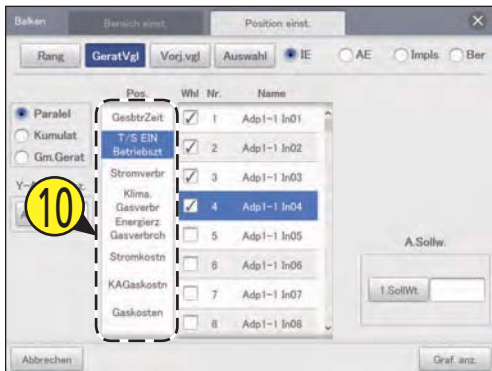 Balken
Bereich einst.
Position einst.
Rang
GeratVgl
Vorj.vgl
Auswahl
IE
AE
Impls
Ber
Pos.
Whl
Nr.
Name
Paralel
Kumulat
Gm.Gerat
GesbtrZeit
T/S EIN
Betriebszt
Stromverbr
Klima.
Gasverbr
Energierz
Gasverbrch
Stromkostn
KAGaskostn
Gaskosten
1 Adp1-1 In01
2 Adp1-1 In02
3 Adp1-1 In03
4 Adp1-1 In04
5 Adp1-1 In05
6 Adp1-1 In06
7 Adp1-1 In07
8 Adp1-1 In08
10
A.Sollw.
1.SollWt
Abbrechen
Graf. anz.